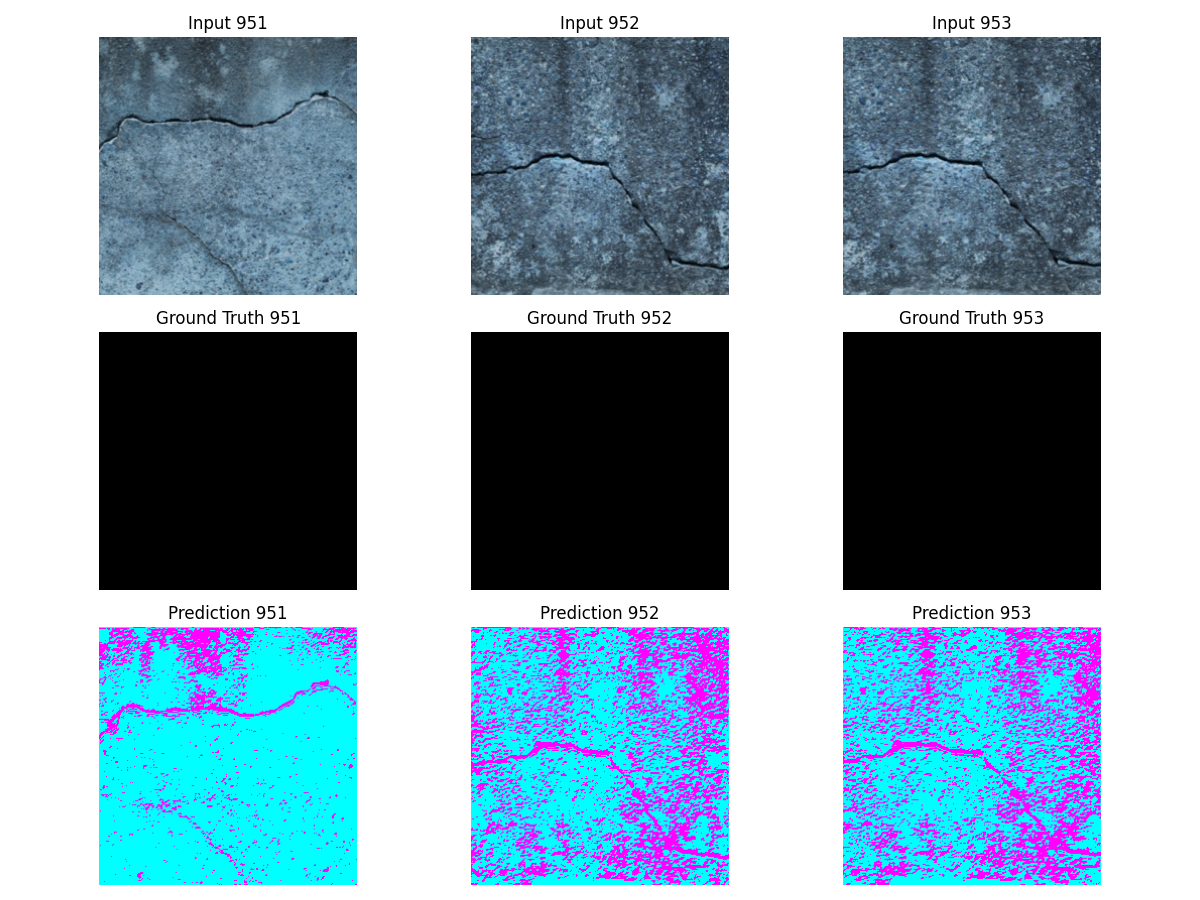 Input 951
Input 952
Input 953
Ground Truth 951
Ground Truth 952
Ground Truth 953
Prediction 951
Prediction 952
Prediction 953